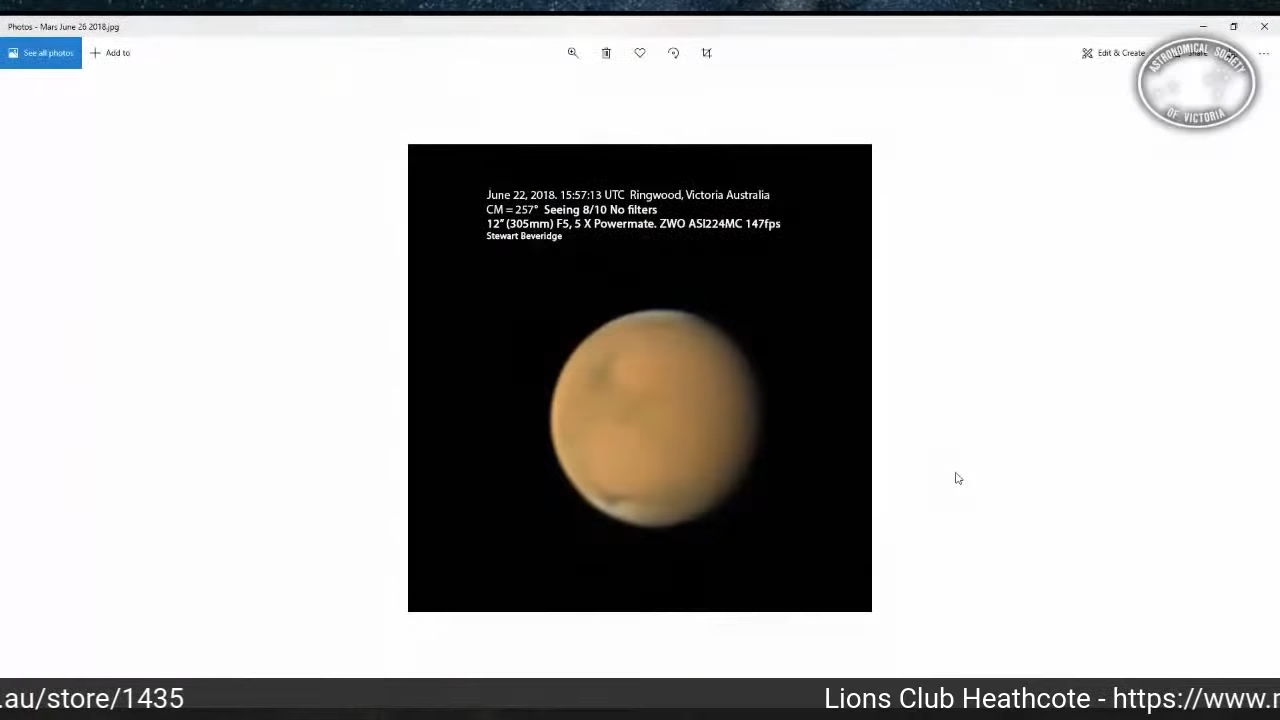 Photos - Mars June 26 2018.jpg
See all photos
Add to
Edit & Create
ASTRONOMICAL SOCIETY
OF VICTORIA
June 22, 2018. 15:57:13 UTC Ringwood, Victoria Australia
CM = 257° Seeing 8/10 No filters
12” (305mm) F5, 5 X Powermate. ZWO ASI224MC 147fps
Stewart Beveridge
.au/store/1435
Lions Club Heathcote - https://www.